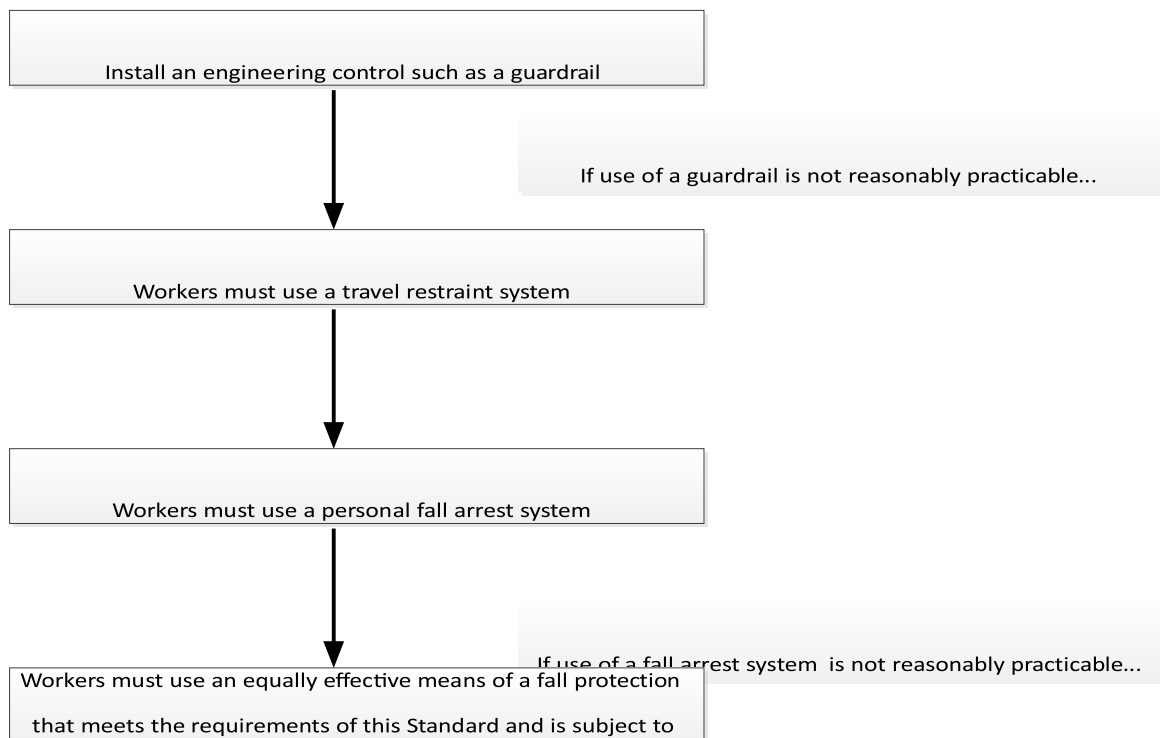 Install an engineering control such as a guardrail
If use of a guardrail is not reasonably practicable...
Workers must use a travel restraint system
Workers must use a personal fall arrest system
If use of a fall arrest system is not reasonably practicable...
Workers must use an equally effective means of a fall protection
that meets the requirements of this Standard and is subject to